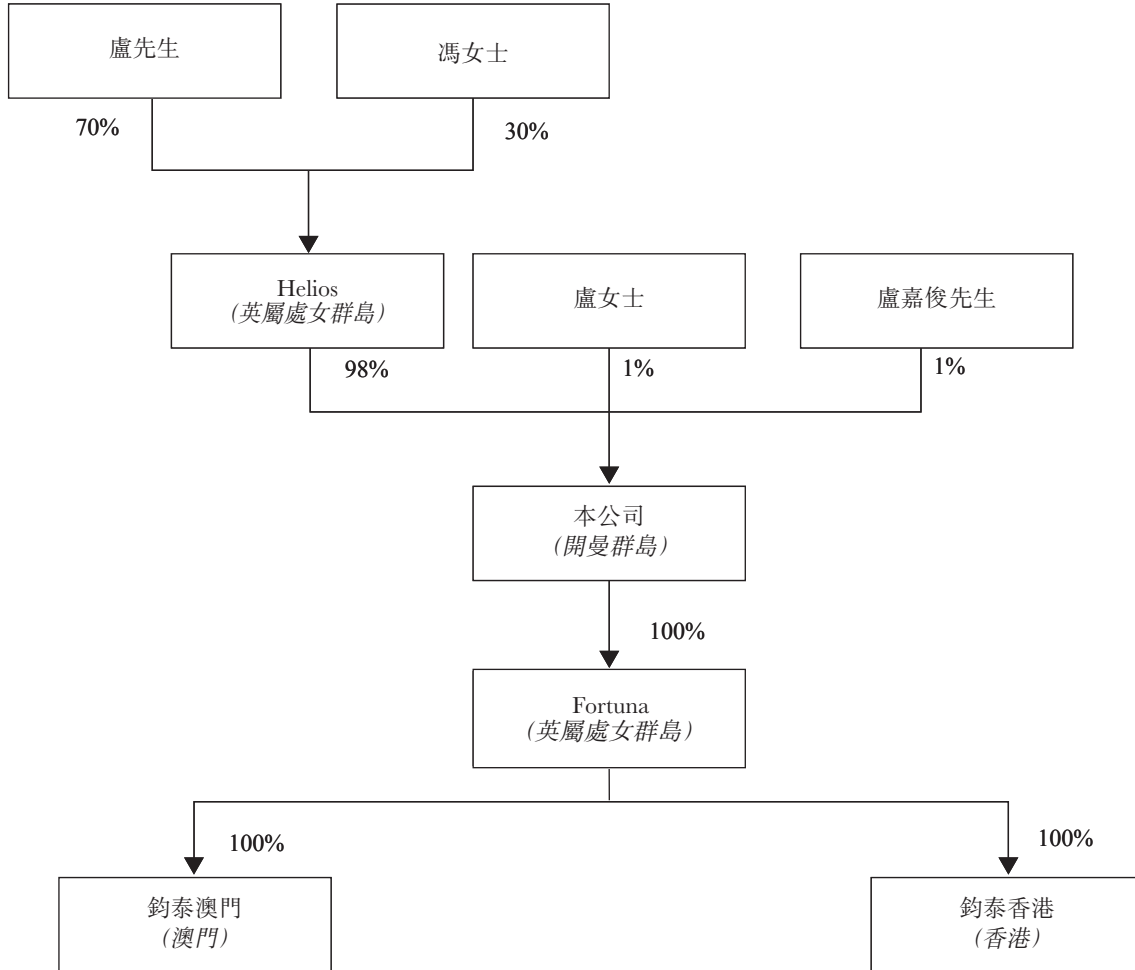 盧先生
馮女士
70%
30%
Helios
(英屬處女群島)
盧女士
盧嘉俊先生
98%
1%
1%
本公司
(開曼群島)
100%
Fortuna
(英屬處女群島)
100%
100%
鈞泰澳門
(澳門)
鈞泰香港
(香港)